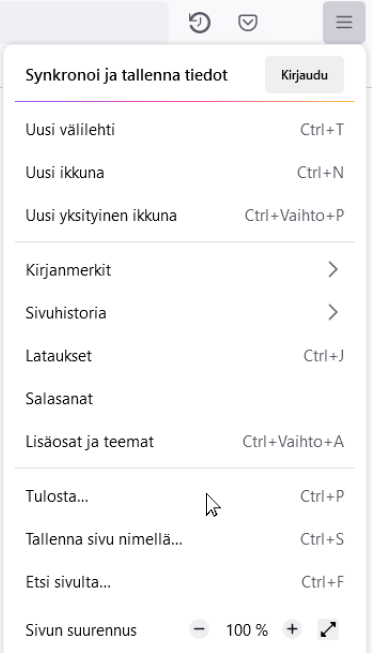 Synkronoi ja tallenna tiedot Kirjaudu
Uusi välilehti Ctrl+T
Uusi ikkuna Ctrl+N
Uusi yksityinen ikkuna Ctrl+Vaihto+P
Kirjanmerkit
Sivuhistoria
Lataukset Ctrl+J
Salasanat
Lisäosat ja teemat Ctrl+Vaihto+A
Tulosta... Ctrl+P
Tallenna sivu nimellä... Ctrl+S
Etsi sivulta... Ctrl+F
Sivun suurennus − 100 % +